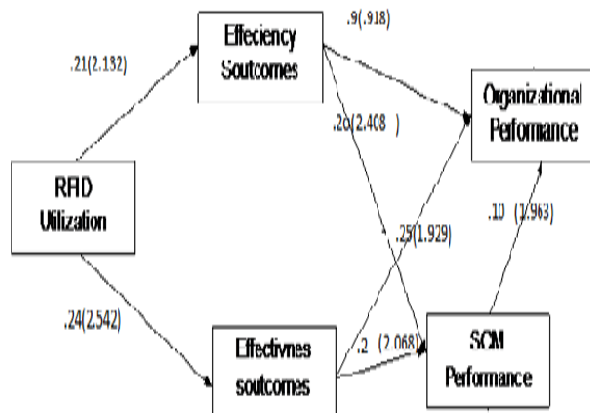 Effeciency
Soutcomes
.9(.918)
.21(2.132)
Organizational
Performance
.26(2.408 )
RFID
Utilization
.10 (1.963)
.25(1.929)
.24(2.542)
.2 (2.068)
SCM
Performance
Effectivnes
soutcomes